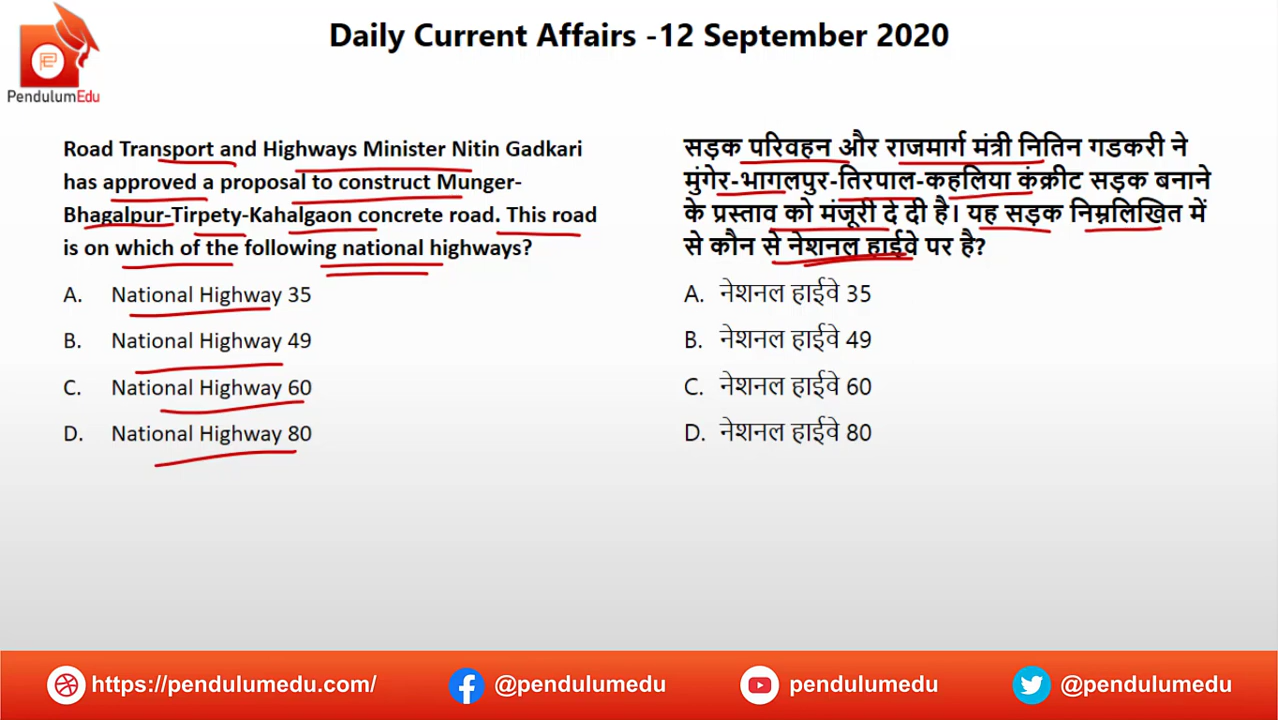 Daily Current Affairs -12 September 2020
PendulumEdu
Road Transport and Highways Minister Nitin Gadkari
has approved a proposal to construct Munger-
Bhagalpur-Tirpety-Kahalgaon concrete road. This road
is on which of the following national highways?
A. National Highway 35
B. National Highway 49
C. National Highway 60
D. National Highway 80
सड़क परिवहन और राजमार्ग मंत्री नितिन गडकरी ने
मुंगेर-भागलपुर-तिरपाल-कहलिया कंक्रीट सड़क बनाने
के प्रस्ताव को मंजूरी दे दी है। यह सड़क निम्नलिखित में
से कौन से नेशनल हाईवे पर है?
A. नेशनल हाईवे 35
B. नेशनल हाईवे 49
C. नेशनल हाईवे 60
D. नेशनल हाईवे 80
https://pendulumedu.com/ @pendulumedu pendulumedu @pendulumedu